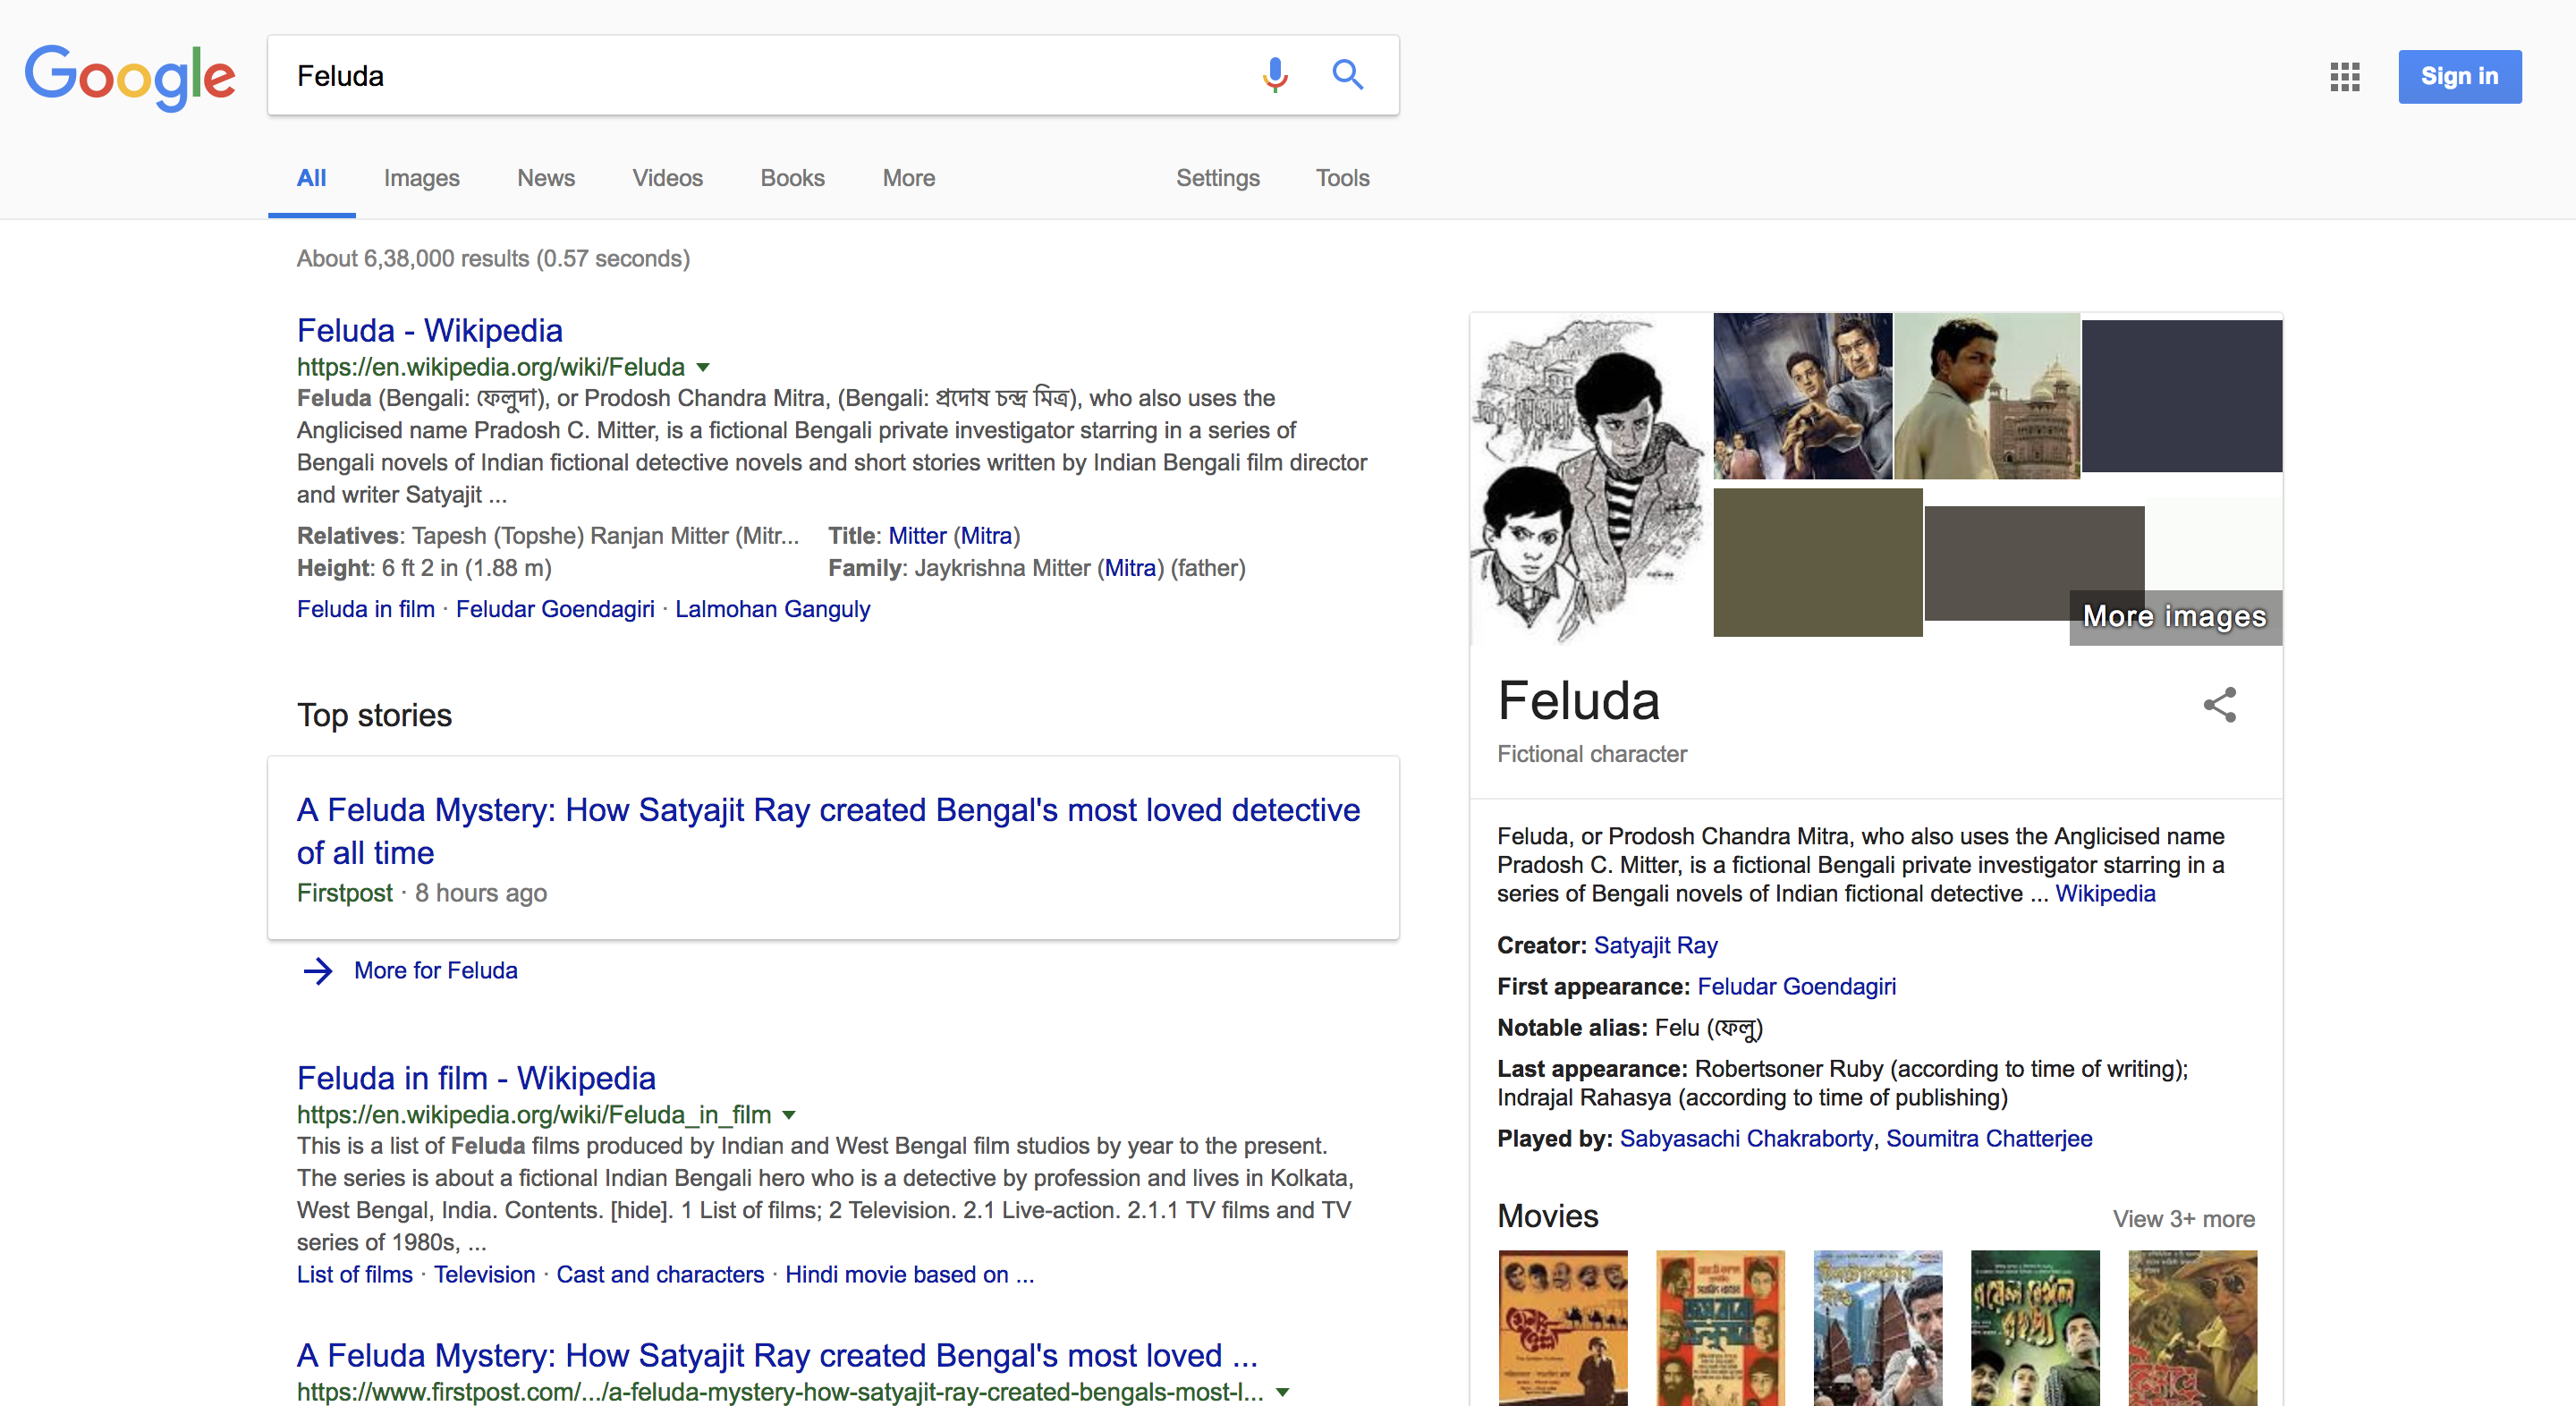 Google
Feluda
Sign in
All Images News Videos Books More Settings Tools
About 6,38,000 results (0.57 seconds)
Feluda - Wikipedia
https://en.wikipedia.org/wiki/Feluda
Feluda (Bengali: ফেলুদা), or Prodosh Chandra Mitra, (Bengali: প্রদোষ চন্দ্র মিত্র), who also uses the
Anglicised name Pradosh C. Mitter, is a fictional Bengali private investigator starring in a series of
Bengali novels of Indian fictional detective novels and short stories written by Indian Bengali film director
and writer Satyajit ...
Relatives: Tapesh (Topshe) Ranjan Mitter (Mitr... Title: Mitter (Mitra)
Height: 6 ft 2 in (1.88 m) Family: Jaykrishna Mitter (Mitra) (father)
Feluda in film · Feludar Goendagiri · Lalmohan Ganguly
Top stories
A Feluda Mystery: How Satyajit Ray created Bengal's most loved detective
of all time
Firstpost · 8 hours ago
More for Feluda
Feluda in film - Wikipedia
https://en.wikipedia.org/wiki/Feluda_in_film
This is a list of Feluda films produced by Indian and West Bengal film studios by year to the present.
The series is about a fictional Indian Bengali hero who is a detective by profession and lives in Kolkata,
West Bengal, India. Contents. [hide]. 1 List of films; 2 Television. 2.1 Live-action. 2.1.1 TV films and TV
series of 1980s, ...
List of films · Television · Cast and characters · Hindi movie based on ...
A Feluda Mystery: How Satyajit Ray created Bengal's most loved ...
https://www.firstpost.com/.../a-feluda-mystery-how-satyajit-ray-created-bengals-most-l...
More images
Feluda
Fictional character
Feluda, or Prodosh Chandra Mitra, who also uses the Anglicised name
Pradosh C. Mitter, is a fictional Bengali private investigator starring in a
series of Bengali novels of Indian fictional detective ... Wikipedia
Creator: Satyajit Ray
First appearance: Feludar Goendagiri
Notable alias: Felu (ফেলু)
Last appearance: Robertsoner Ruby (according to time of writing);
Indrajal Rahasya (according to time of publishing)
Played by: Sabyasachi Chakraborty, Soumitra Chatterjee
Movies
View 3+ more